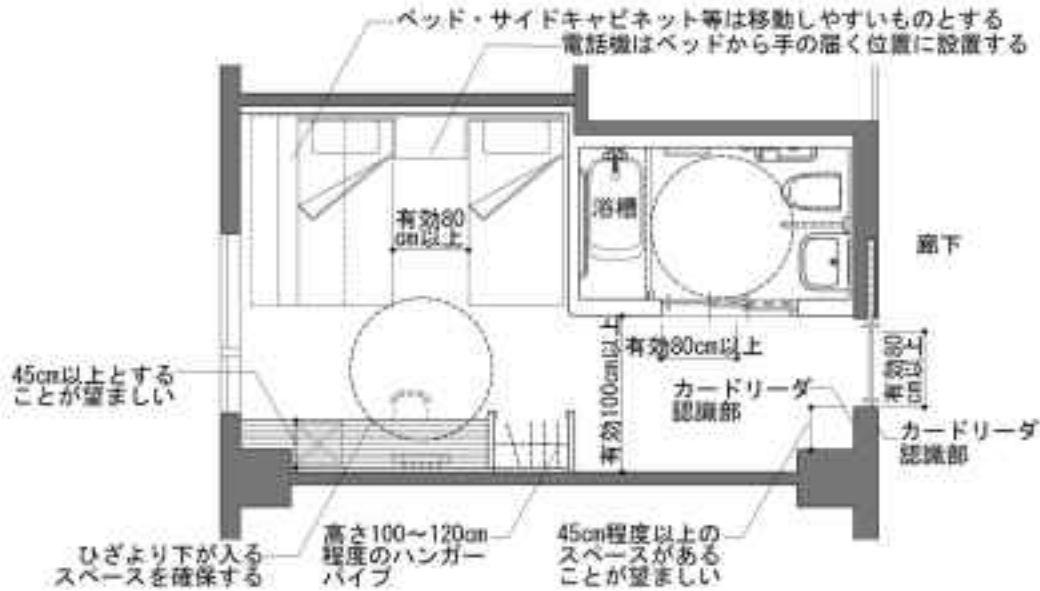 ベッド・サイドキャビネット等は移動しやすいものとする
電話機はベッドから手の届く位置に設置する
有効80
cm以上
浴槽
廊下
有効80cm以上
有効100cm以上
有効80
cm以上
45cm以上とする
ことが望ましい
カードリーダ
認識部
カードリーダ
認識部
ひざより下が入る
スペースを確保する
高さ100～120cm
程度のハンガー
パイプ
45cm程度以上の
スペースがある
ことが望ましい